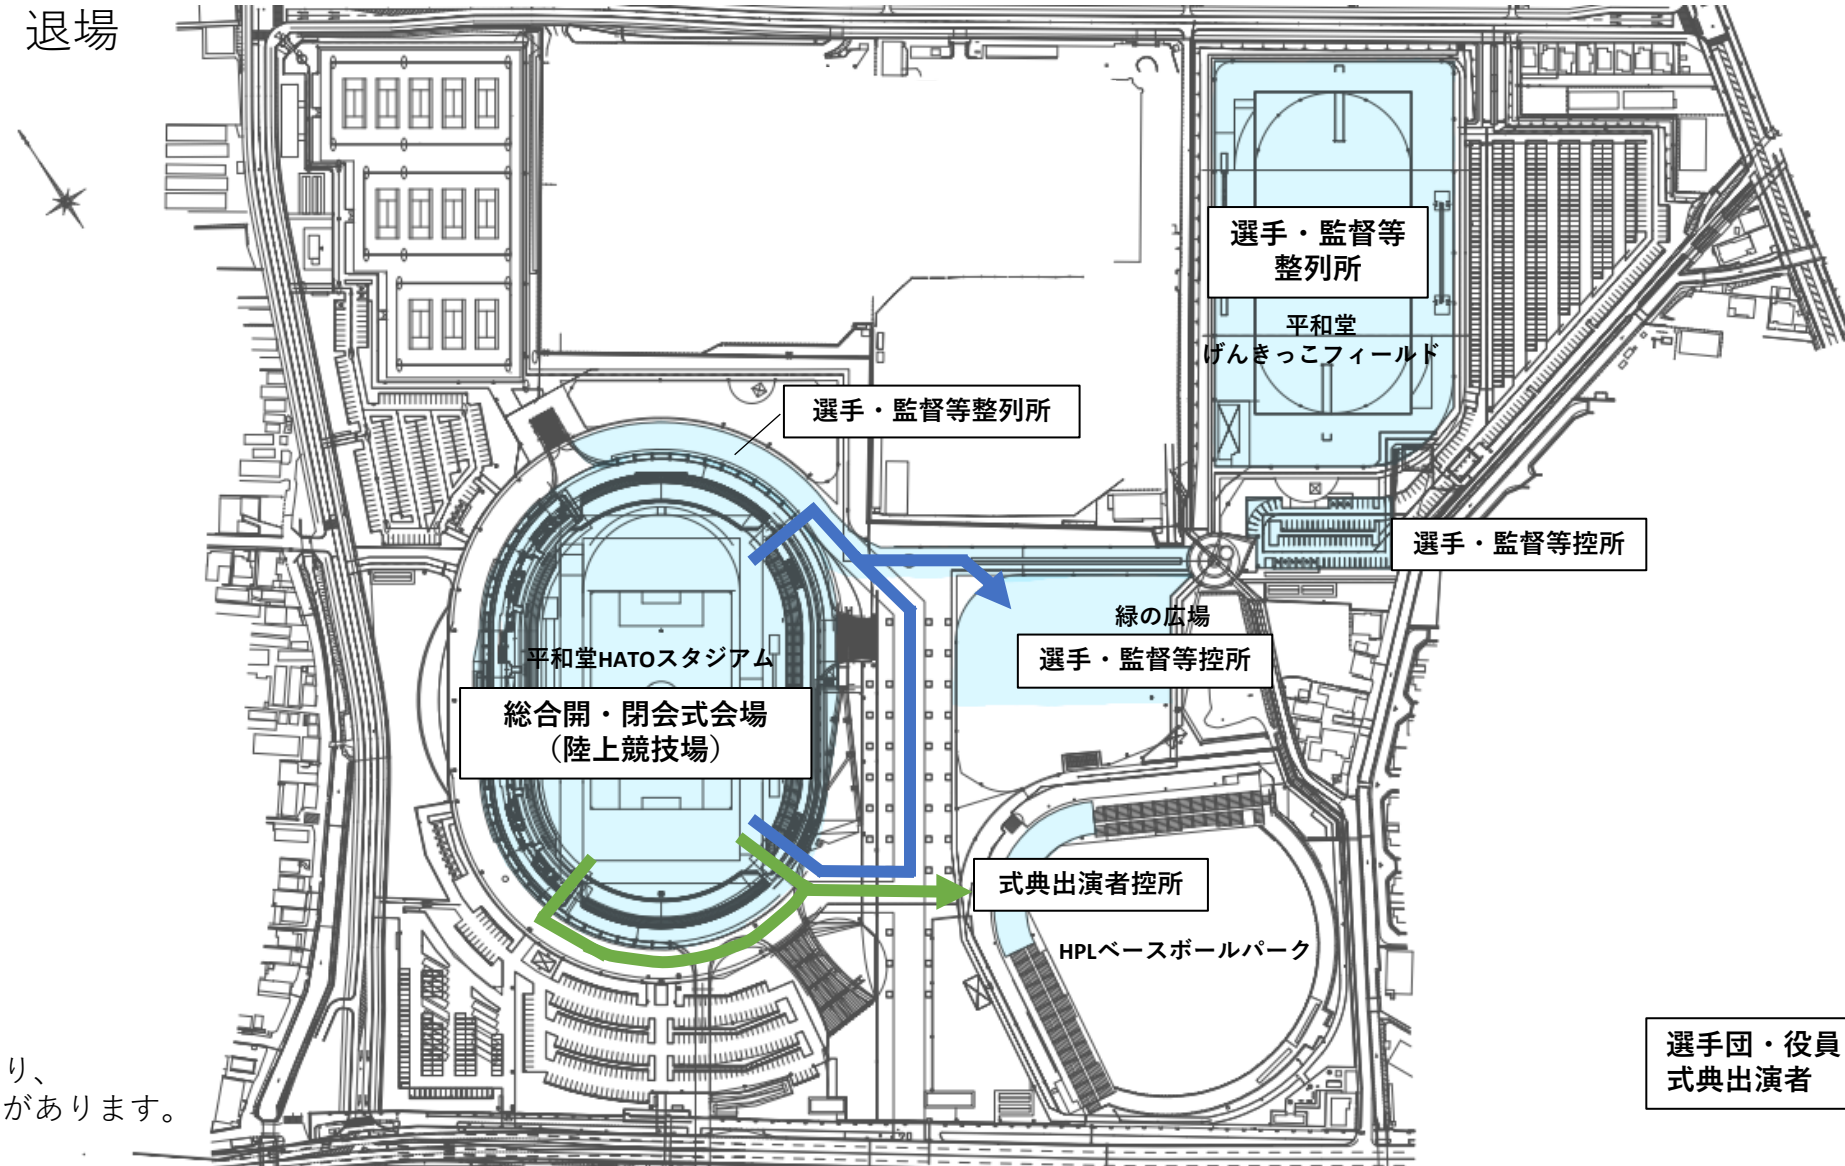 退場
選手・監督等
整列所
平和堂
げんきっこフィールド
選手・監督等整列所
選手・監督等控所
緑の広場
選手・監督等控所
平和堂HATOスタジアム
総合開・閉会式会場
（陸上競技場）
式典出演者控所
HPLベースボールパーク
選手団・役員
式典出演者
り、
があります。